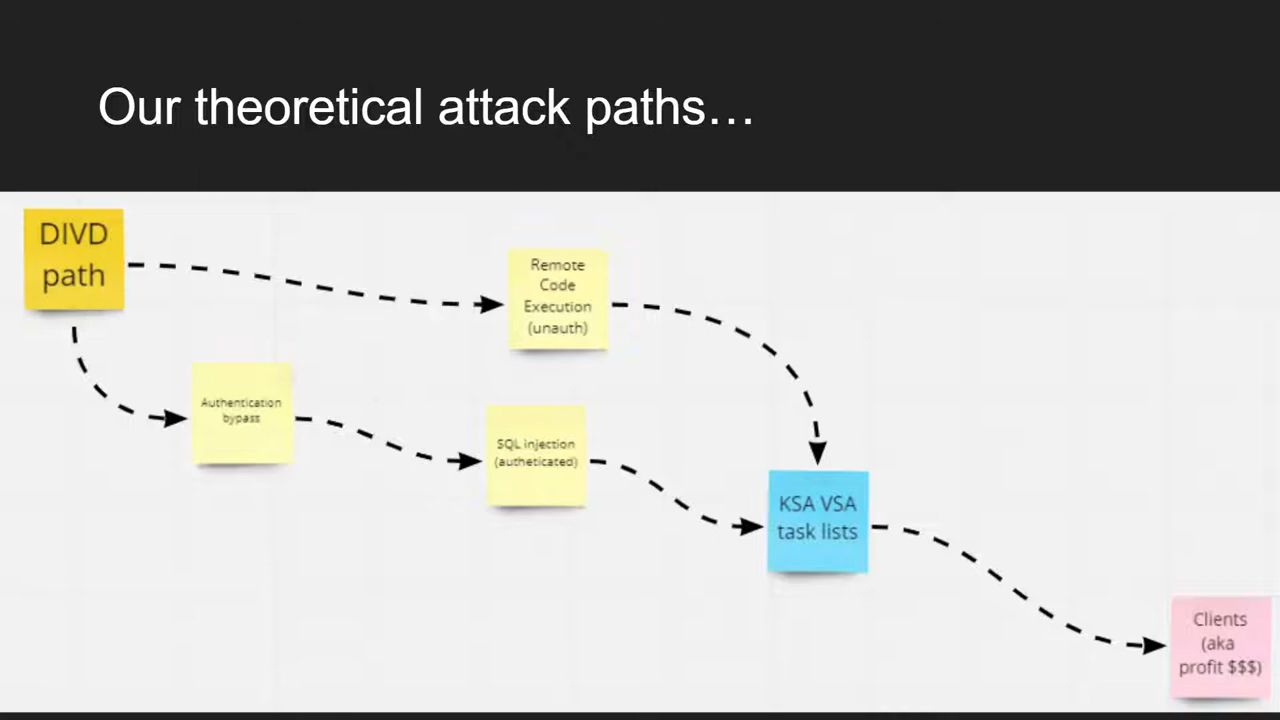 Our theoretical attack paths…
DIVD
path
Remote
Code
Execution
(unauth)
Authentication
bypass
SQL injection
(autheticated)
KSA VSA
task lists
Clients
(aka
profit $$$)